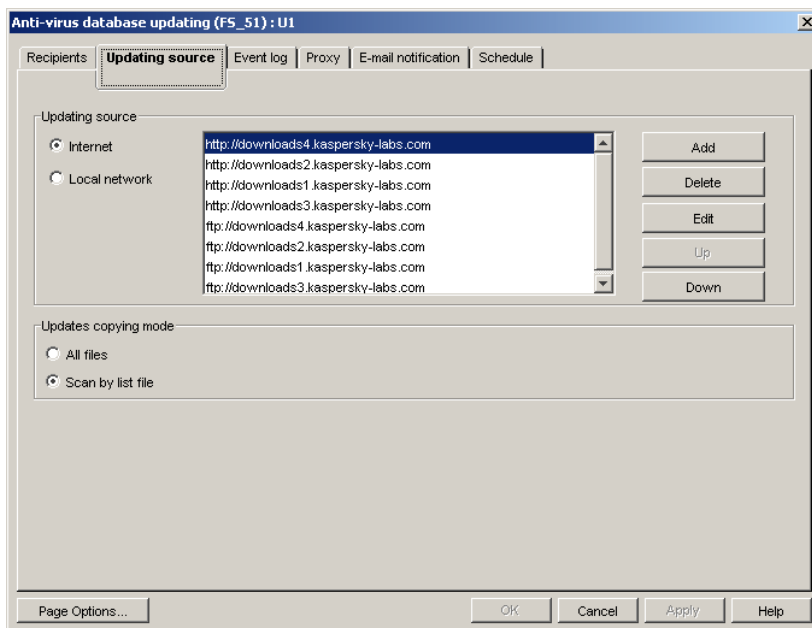 Anti-virus database updating (FS_51) : U1
Recipients Updating source Event log Proxy E-mail notification Schedule
Updating source
Internet
Local network
http://downloads4.kaspersky-labs.com
http://downloads2.kaspersky-labs.com
http://downloads1.kaspersky-labs.com
http://downloads3.kaspersky-labs.com
ftp://downloads4.kaspersky-labs.com
ftp://downloads2.kaspersky-labs.com
ftp://downloads1.kaspersky-labs.com
ftp://downloads3.kaspersky-labs.com
Add
Delete
Edit
Up
Down
Updates copying mode
All files
Scan by list file
Page Options... OK Cancel Apply Help